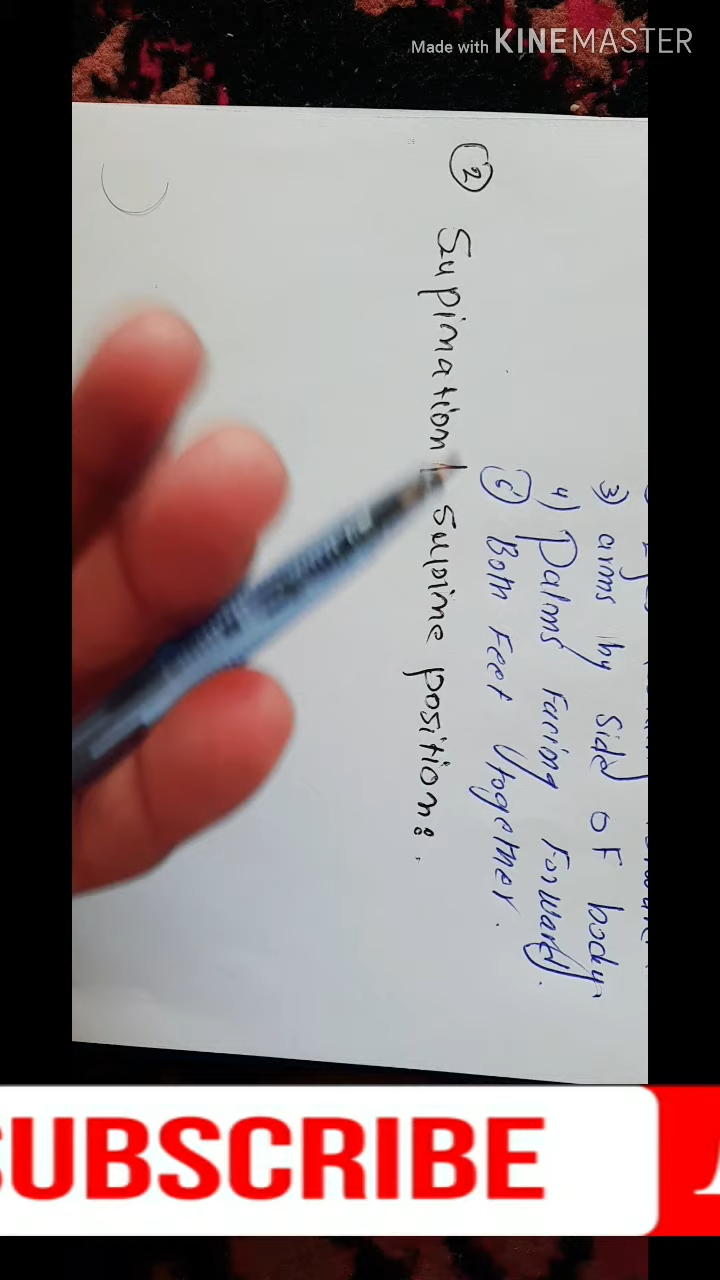 Made with KINEMASTER
3) arms by side of body.
4) Palms Facing Forward.
6 Both Feet together.
2 Supination / supine position:.
SUBSCRIBE